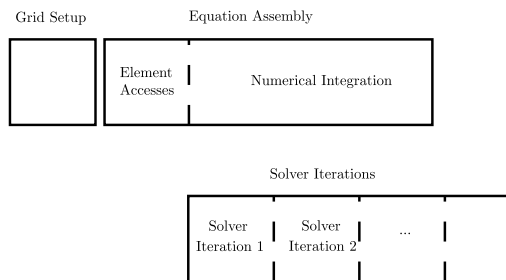 Grid Setup
Equation Assembly
Element
Accesses
Numerical Integration
Solver Iterations
Solver
Iteration 1
Solver
Iteration 2
...